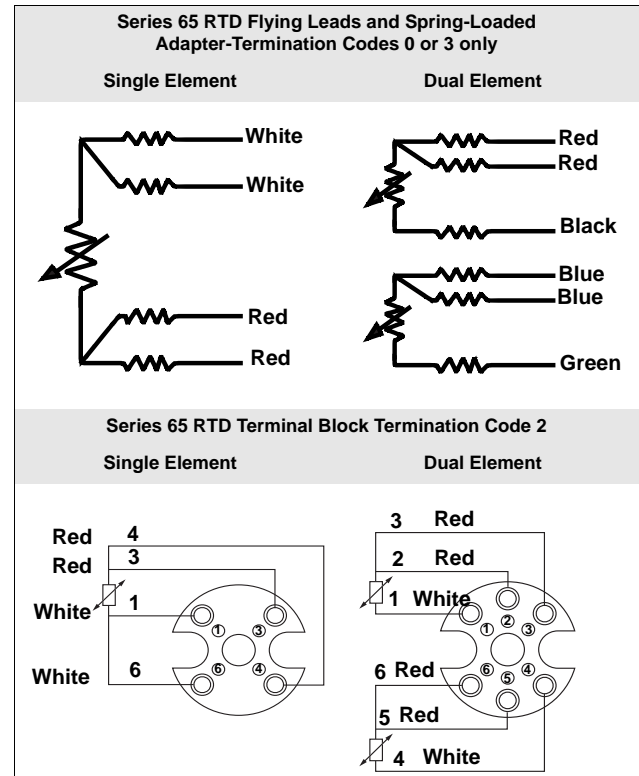 Series 65 RTD Flying Leads and Spring-Loaded
Adapter-Termination Codes 0 or 3 only
Single Element
Dual Element
White
White
Red
Red
Red
Red
Black
Blue
Blue
Green
Series 65 RTD Terminal Block Termination Code 2
Single Element
Dual Element
Red 4
Red 3
White 1
White 6
1 3
6 4
3 Red
2 Red
1 White
1 2 3
6 5 4
6 Red
5 Red
4 White